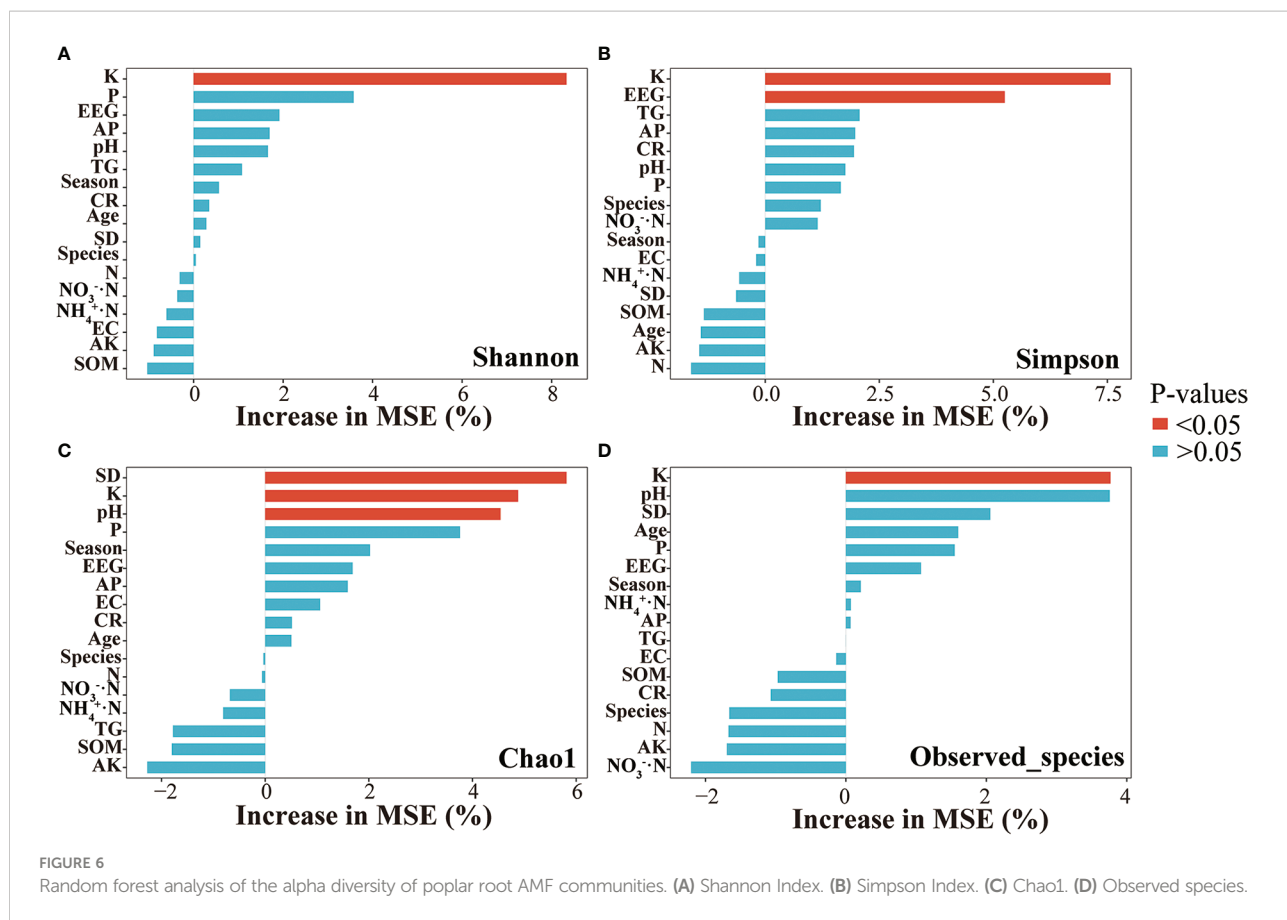 A
K
P
EEG
AP
pH
TG
Season
CR
Age
SD
Species
N
NO₃⁻·N
NH₄⁺·N
EC
AK
SOM
Shannon
0 2 4 6 8
Increase in MSE (%)
B
K
EEG
TG
AP
CR
pH
P
Species
NO₃⁻·N
Season
EC
NH₄⁺·N
SD
SOM
Age
AK
N
Simpson
0.0 2.5 5.0 7.5
Increase in MSE (%)
P-values
<0.05
>0.05
C
SD
K
pH
P
Season
EEG
AP
EC
CR
Age
Species
N
NO₃⁻·N
NH₄⁺·N
TG
SOM
AK
Chao1
−2 0 2 4 6
Increase in MSE (%)
D
K
pH
SD
Age
P
EEG
Season
NH₄⁺·N
AP
TG
EC
SOM
CR
Species
N
AK
NO₃⁻·N
Observed_species
−2 0 2 4
Increase in MSE (%)
FIGURE 6
Random forest analysis of the alpha diversity of poplar root AMF communities. (A) Shannon Index. (B) Simpson Index. (C) Chao1. (D) Observed species.